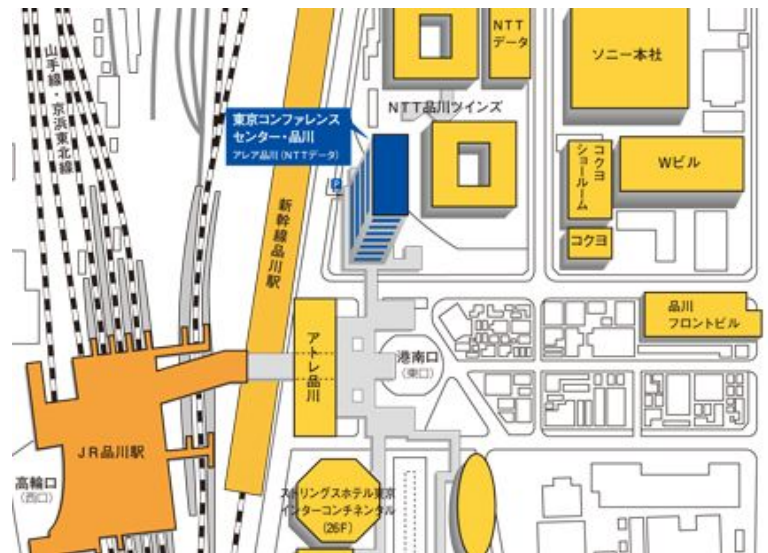 山手線・京浜東北線
NTT
データ
ソニー本社
NTT品川ツインズ
東京コンファレンス
センター・品川
アレア品川(NTTデータ)
P
コクヨ
ショールーム
Wビル
コクヨ
新幹線品川駅
品川
フロントビル
アトレ品川
港南口
(東口)
JR品川駅
高輪口
(西口)
ストリングスホテル東京
インターコンチネンタル
(26F)